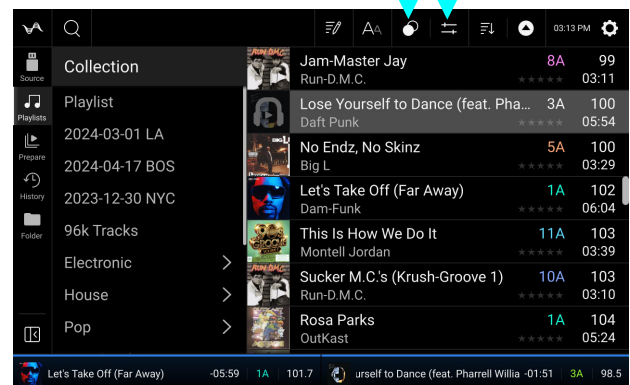 AA
03:13 PM
Source
Playlists
Prepare
History
Folder
Collection
Playlist
2024-03-01 LA
2024-04-17 BOS
2023-12-30 NYC
96k Tracks
Electronic
House
Pop
Jam-Master Jay 8A 99
Run-D.M.C. 03:11
Lose Yourself to Dance (feat. Pha... 3A 100
Daft Punk 05:54
No Endz, No Skinz 5A 100
Big L 03:29
Let's Take Off (Far Away) 1A 102
Dam-Funk 06:04
This Is How We Do It 11A 103
Montell Jordan 03:39
Sucker M.C.'s (Krush-Groove 1) 10A 103
Run-D.M.C. 03:10
Rosa Parks 1A 104
OutKast 05:24
Let's Take Off (Far Away) -05:59 1A 101.7
urself to Dance (feat. Pharrell Willia -01:51 3A 98.5